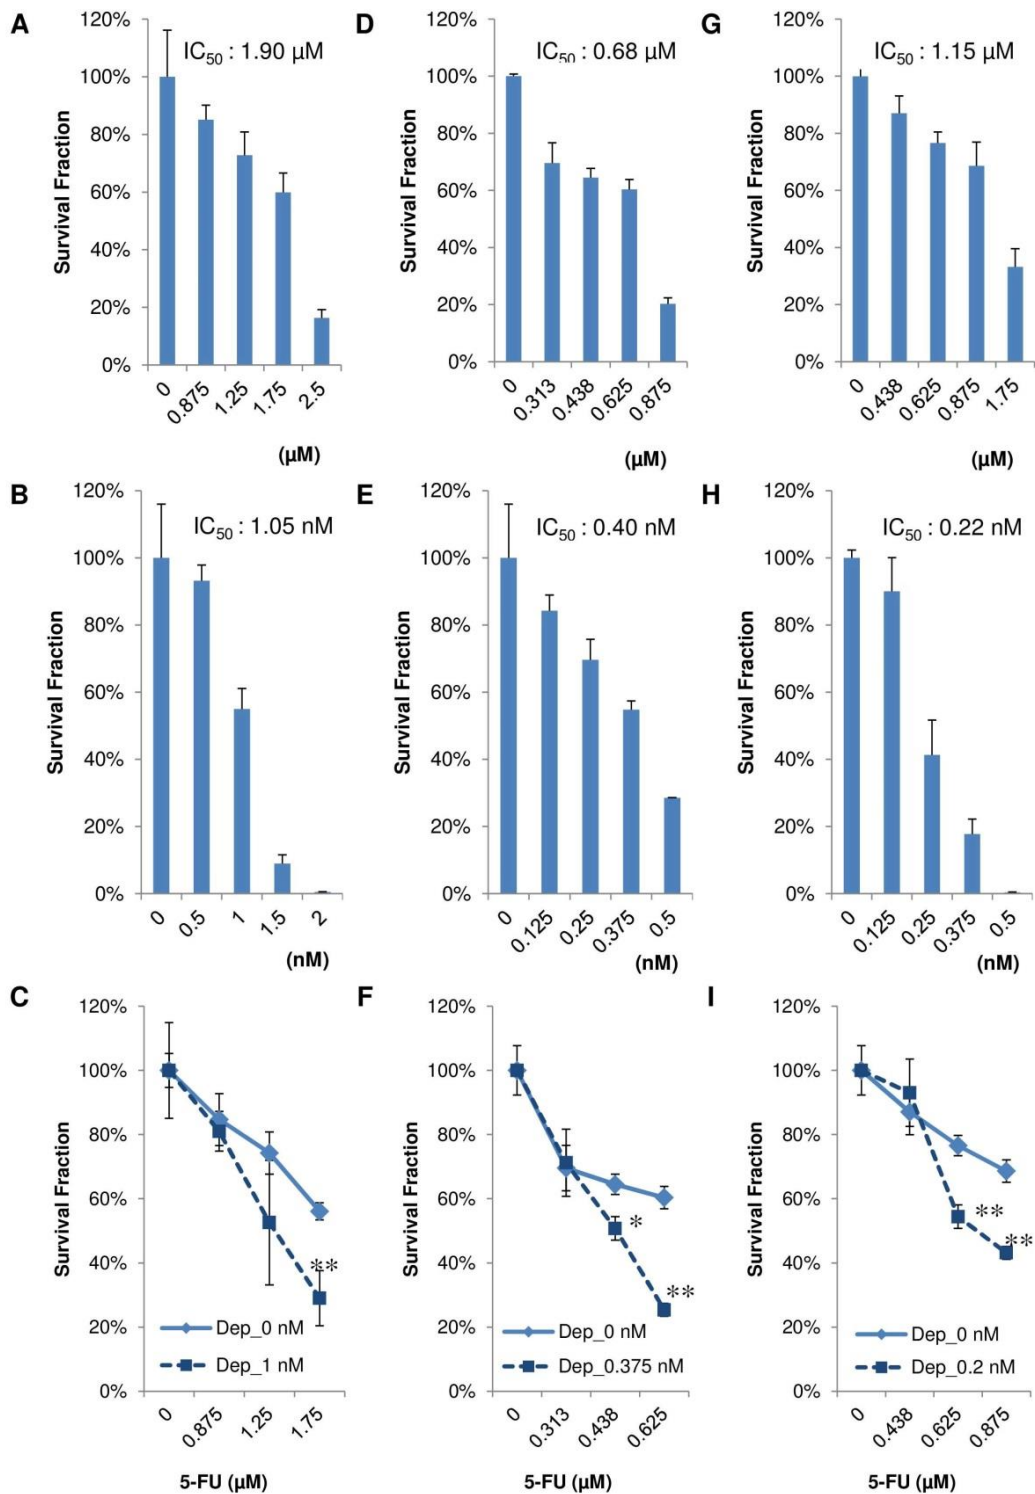 A
IC50 : 1.90 µM
120%
100%
80%
60%
40%
20%
0%
Survival Fraction
0
0.875
1.25
1.75
2.5
(µM)
D
IC50 : 0.68 µM
120%
100%
80%
60%
40%
20%
0%
Survival Fraction
0
0.313
0.438
0.625
0.875
(µM)
G
IC50 : 1.15 µM
120%
100%
80%
60%
40%
20%
0%
Survival Fraction
0
0.438
0.625
0.875
1.75
(µM)
B
IC50 : 1.05 nM
120%
100%
80%
60%
40%
20%
0%
Survival Fraction
0
0.5
1
1.5
2
(nM)
E
IC50 : 0.40 nM
120%
100%
80%
60%
40%
20%
0%
Survival Fraction
0
0.125
0.25
0.375
0.5
(nM)
H
IC50 : 0.22 nM
120%
100%
80%
60%
40%
20%
0%
Survival Fraction
0
0.125
0.25
0.375
0.5
(nM)
C
120%
100%
80%
60%
40%
20%
0%
Survival Fraction
**
Dep_0 nM
Dep_1 nM
0
0.875
1.25
1.75
5-FU (µM)
F
120%
100%
80%
60%
40%
20%
0%
Survival Fraction
*
**
Dep_0 nM
Dep_0.375 nM
0
0.313
0.438
0.625
5-FU (µM)
I
120%
100%
80%
60%
40%
20%
0%
Survival Fraction
**
**
Dep_0 nM
Dep_0.2 nM
0
0.438
0.625
0.875
5-FU (µM)